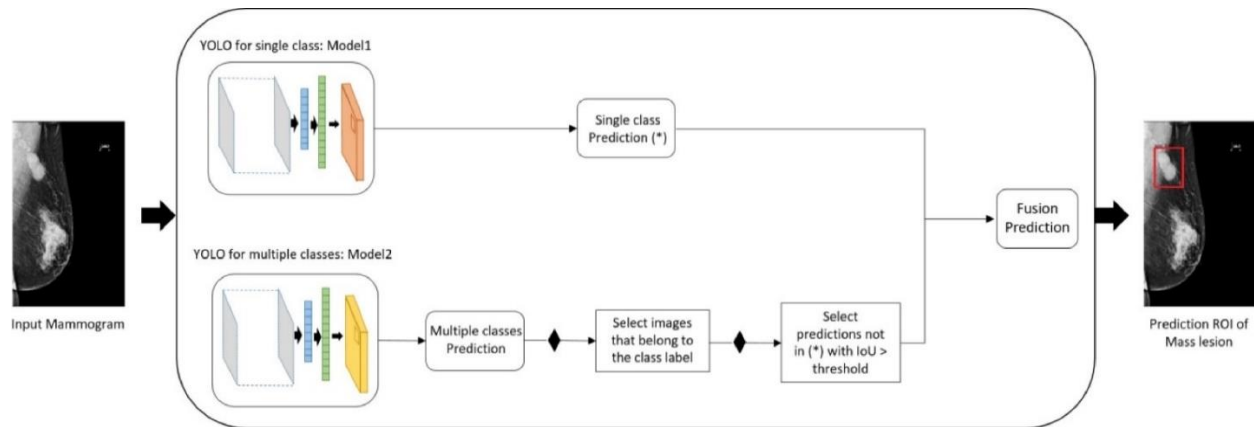 YOLO for single class: Model1
Single class
Prediction (*)
Input Mammogram
YOLO for multiple classes: Model2
Multiple classes
Prediction
Select images
that belong to
the class label
Select
predictions not
in (*) with IoU >
threshold
Fusion
Prediction
Prediction ROI of
Mass lesion